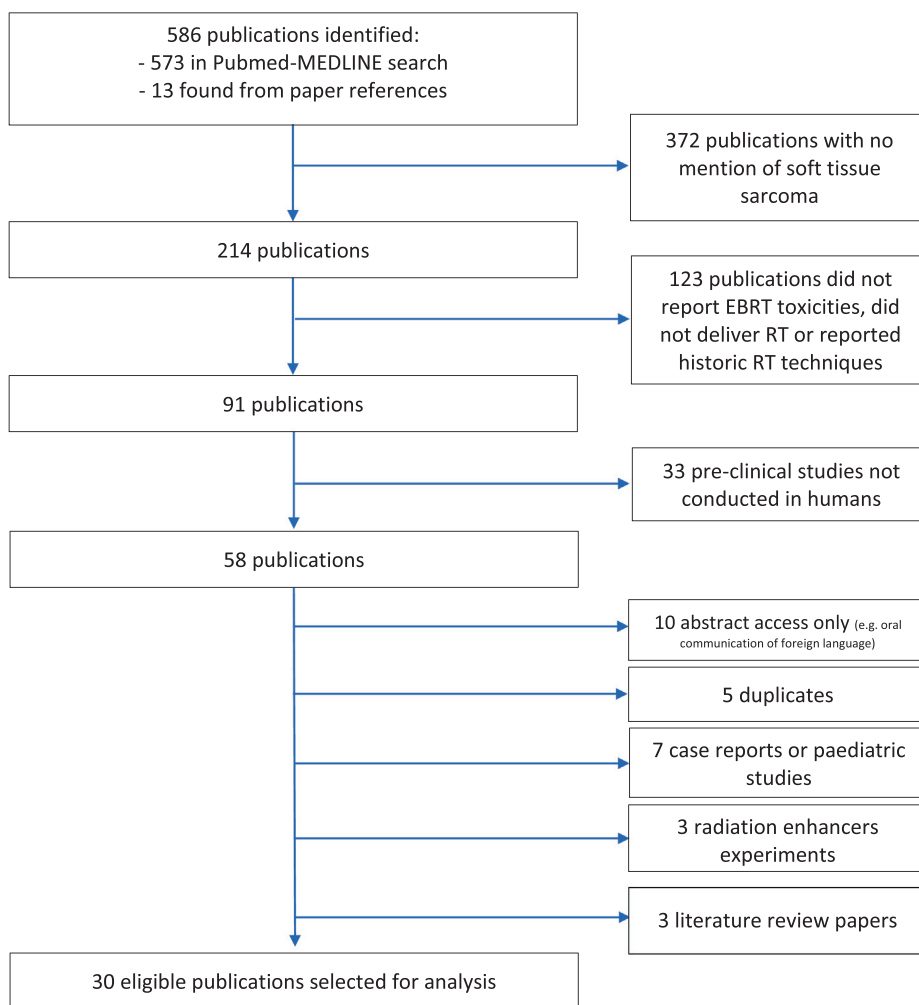 586 publications identified:
- 573 in Pubmed-MEDLINE search
- 13 found from paper references
372 publications with no
mention of soft tissue
sarcoma
214 publications
123 publications did not
report EBRT toxicities, did
not deliver RT or reported
historic RT techniques
91 publications
33 pre-clinical studies not
conducted in humans
58 publications
10 abstract access only (e.g. oral
communication of foreign language)
5 duplicates
7 case reports or paediatric
studies
3 radiation enhancers
experiments
3 literature review papers
30 eligible publications selected for analysis